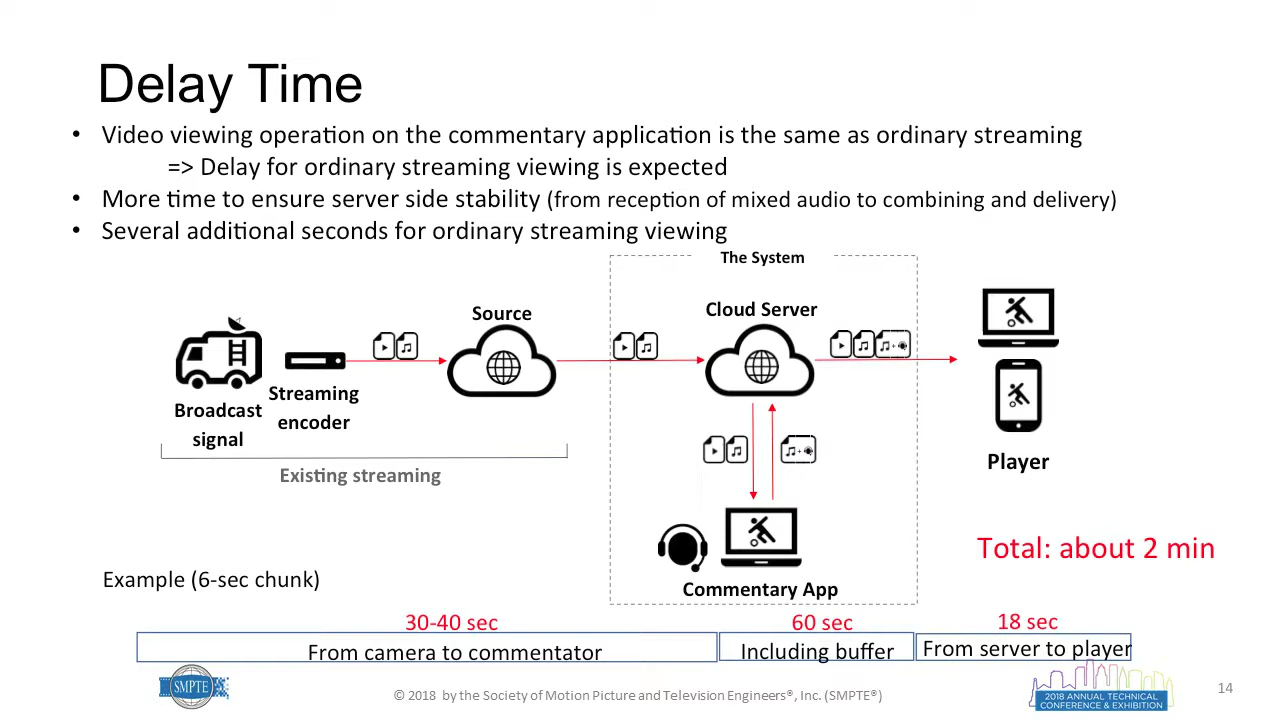 Delay Time
• Video viewing operation on the commentary application is the same as ordinary streaming
=> Delay for ordinary streaming viewing is expected
• More time to ensure server side stability (from reception of mixed audio to combining and delivery)
• Several additional seconds for ordinary streaming viewing
The System
Source
Cloud Server
Streaming
encoder
Broadcast
signal
Existing streaming
Player
Commentary App
Total: about 2 min
Example (6-sec chunk)
30-40 sec
60 sec
18 sec
From camera to commentator
Including buffer
From server to player
SMPTE
© 2018 by the Society of Motion Picture and Television Engineers®, Inc. (SMPTE®)
2018 ANNUAL TECHNICAL
CONFERENCE & EXHIBITION
14